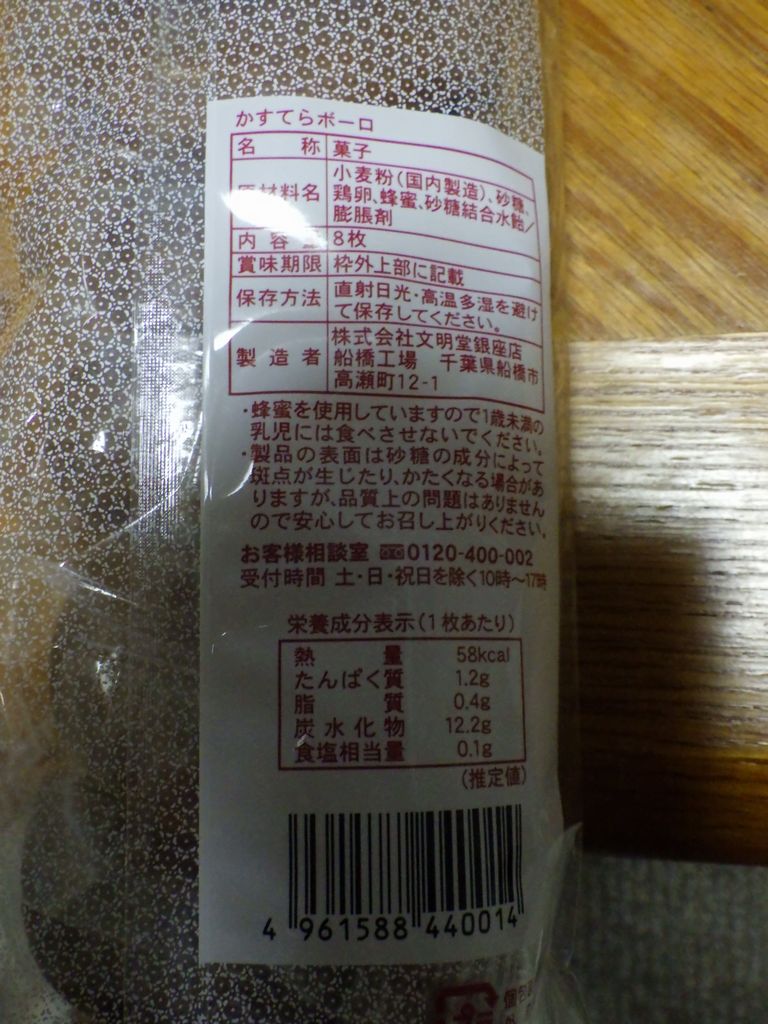 かすてらボーロ
名称 菓子
原材料名 小麦粉(国内製造)、砂糖、
鶏卵、蜂蜜、砂糖結合水飴/
膨脹剤
内容量 8枚
賞味期限 枠外上部に記載
保存方法 直射日光・高温多湿を避け
て保存してください。
製造者 株式会社文明堂銀座店
船橋工場 千葉県船橋市
高瀬町12-1
・蜂蜜を使用していますので1歳未満の
乳児には食べさせないでください。
・製品の表面は砂糖の成分によって
斑点が生じたり、かたくなる場合があ
りますが、品質上の問題はありません
ので安心してお召し上がりください。
お客様相談室 0120-400-002
受付時間 土・日・祝日を除く10時〜17時
栄養成分表示(1枚あたり)
熱量 58kcal
たんぱく質 1.2g
脂質 0.4g
炭水化物 12.2g
食塩相当量 0.1g
(推定値)
4 961588 440014